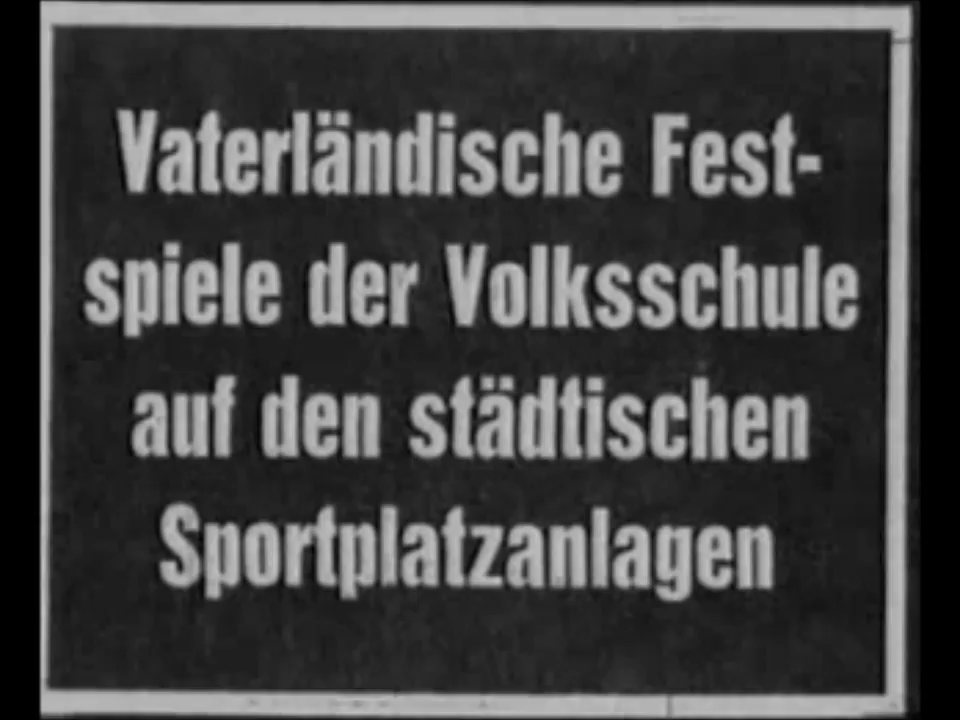 Vaterländische Fest-
spiele der Volksschule
auf den städtischen
Sportplatzanlagen